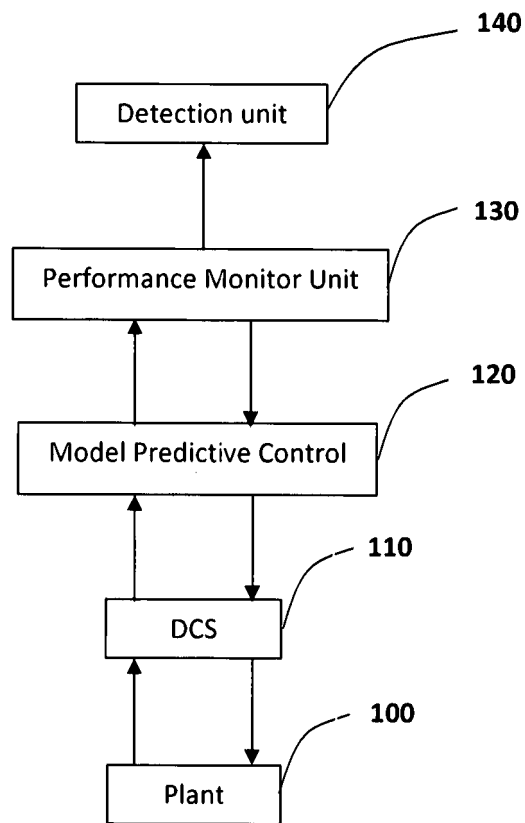 140
Detection unit
130
Performance Monitor Unit
120
Model Predictive Control
110
DCS
100
Plant